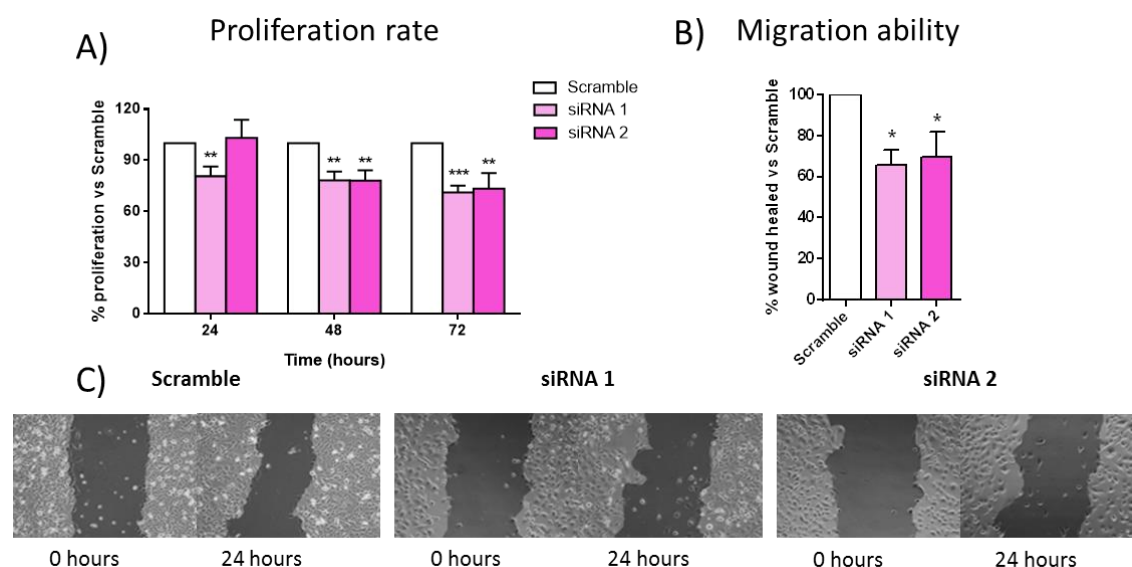 Proliferation rate
A)
B)
Migration ability
Scramble
siRNA 1
siRNA 2
% proliferation vs Scramble
120
90
60
30
0
**
** **
*** **
24 48 72
Time (hours)
% wound healed vs Scramble
100
80
60
40
20
0
* *
Scramble siRNA 1 siRNA 2
C)
Scramble siRNA 1 siRNA 2
0 hours 24 hours 0 hours 24 hours 0 hours 24 hours